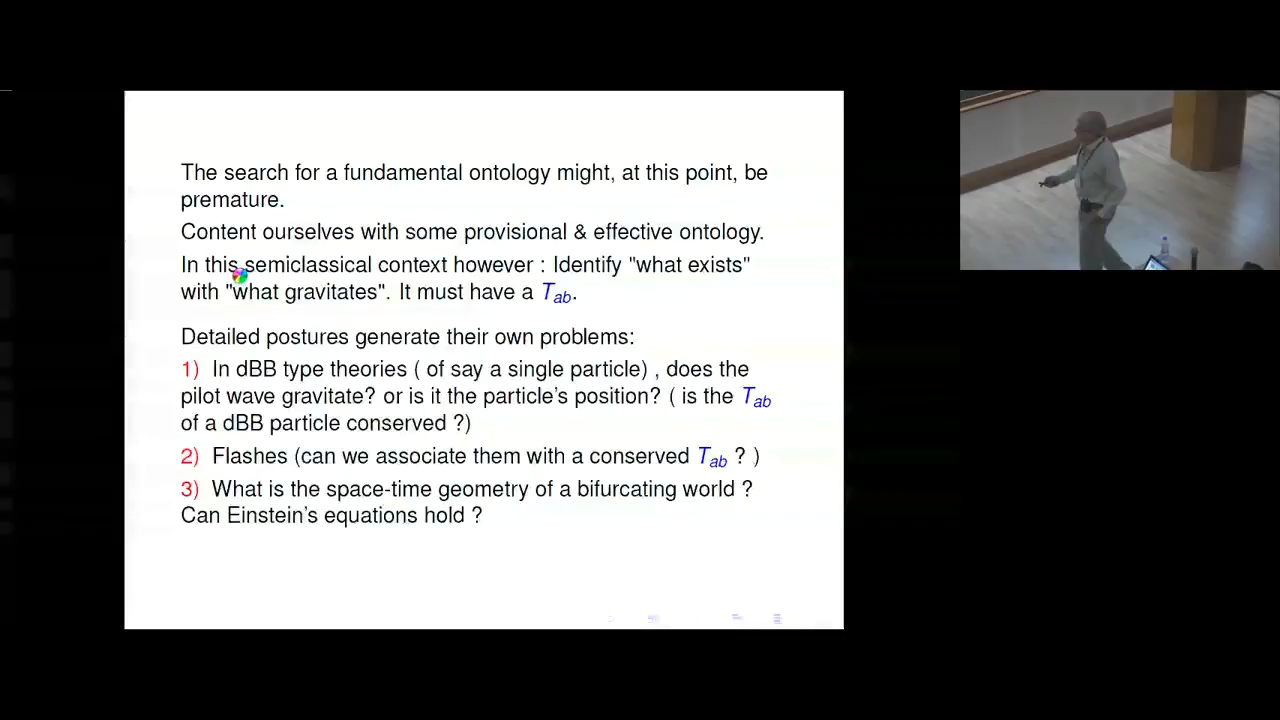 The search for a fundamental ontology might, at this point, be
premature.
Content ourselves with some provisional & effective ontology.
In this semiclassical context however : Identify "what exists"
with "what gravitates". It must have a Tab.
Detailed postures generate their own problems:
1) In dBB type theories ( of say a single particle) , does the
pilot wave gravitate? or is it the particle's position? ( is the Tab
of a dBB particle conserved ?)
2) Flashes (can we associate them with a conserved Tab ? )
3) What is the space-time geometry of a bifurcating world ?
Can Einstein's equations hold ?